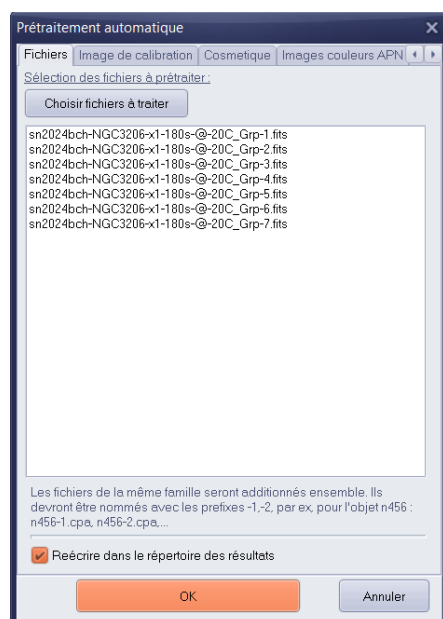 Prétraitement automatique
Fichiers Image de calibration Cosmetique Images couleurs APN
Sélection des fichiers à prétraiter :
Choisir fichiers à traiter
sn2024bch-NGC3206-x1-180s-@-20C_Grp-1.fits
sn2024bch-NGC3206-x1-180s-@-20C_Grp-2.fits
sn2024bch-NGC3206-x1-180s-@-20C_Grp-3.fits
sn2024bch-NGC3206-x1-180s-@-20C_Grp-4.fits
sn2024bch-NGC3206-x1-180s-@-20C_Grp-5.fits
sn2024bch-NGC3206-x1-180s-@-20C_Grp-6.fits
sn2024bch-NGC3206-x1-180s-@-20C_Grp-7.fits
Les fichiers de la même famille seront additionnés ensemble. Ils
devront être nommés avec les prefixes -1,-2, par ex, pour l'objet n456 :
n456-1.cpa, n456-2.cpa,...
Reécrire dans le répertoire des résultats
OK Annuler